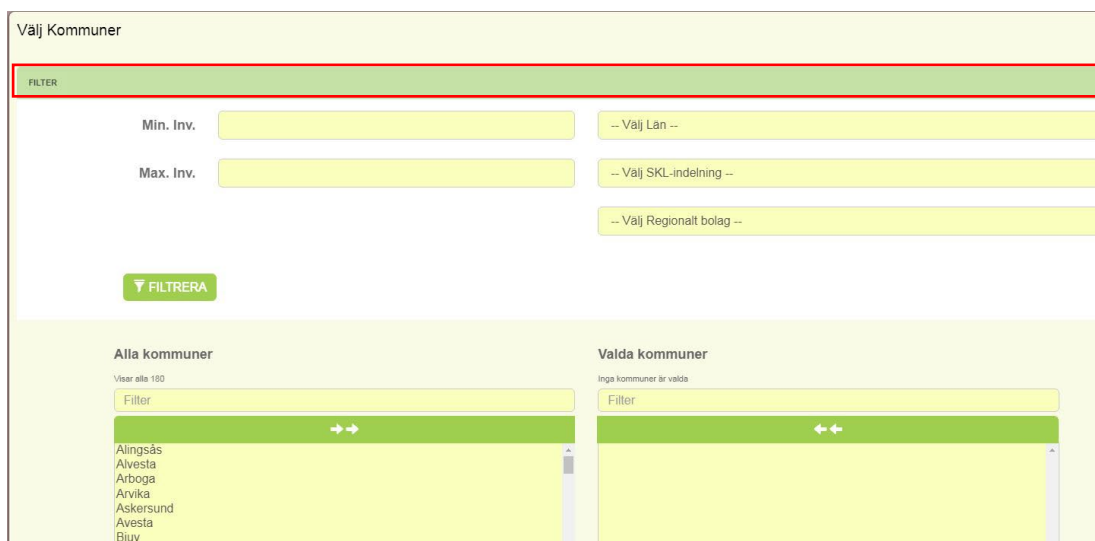 Välj Kommuner
FILTER
Min. Inv.
-- Välj Län --
Max. Inv.
-- Välj SKL-indelning --
-- Välj Regionalt bolag --
FILTRERA
Alla kommuner
Visar alla 180
Filter
Alingsås
Alvesta
Arboga
Arvika
Askersund
Avesta
Bjuv
Valda kommuner
Inga kommuner är valda
Filter